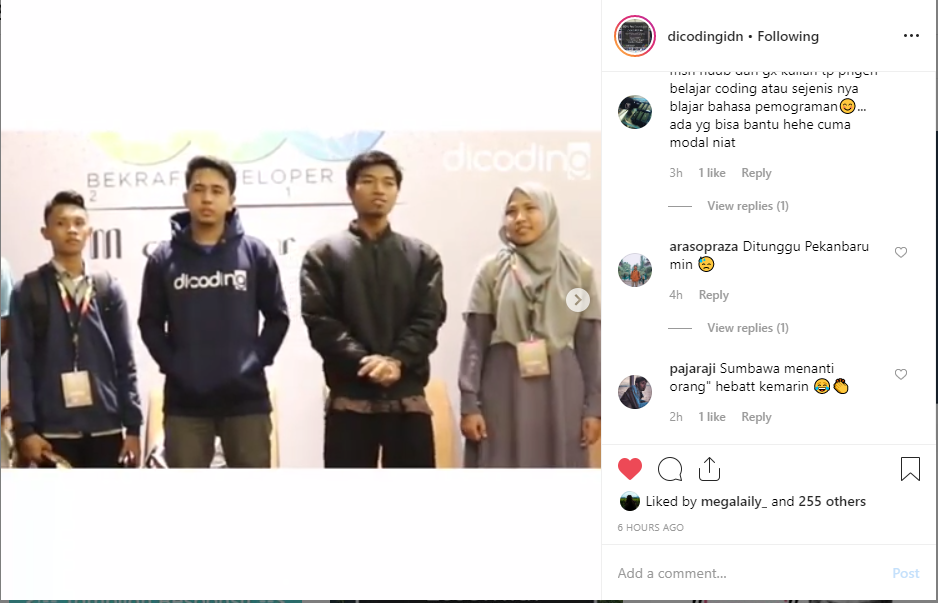 dicoding
BEKRAF DEVELOPER
2 1
dicoding
dicodingidn • Following
belajar coding atau sejenis nya
blajar bahasa pemograman😊...
ada yg bisa bantu hehe cuma
modal niat
3h 1 like Reply
View replies (1)
arasopraza Ditunggu Pekanbaru
min 😓
4h Reply
View replies (1)
pajaraji Sumbawa menanti
orang" hebatt kemarin 😂👏
2h 1 like Reply
Liked by megalaily_ and 255 others
6 HOURS AGO
Add a comment... Post